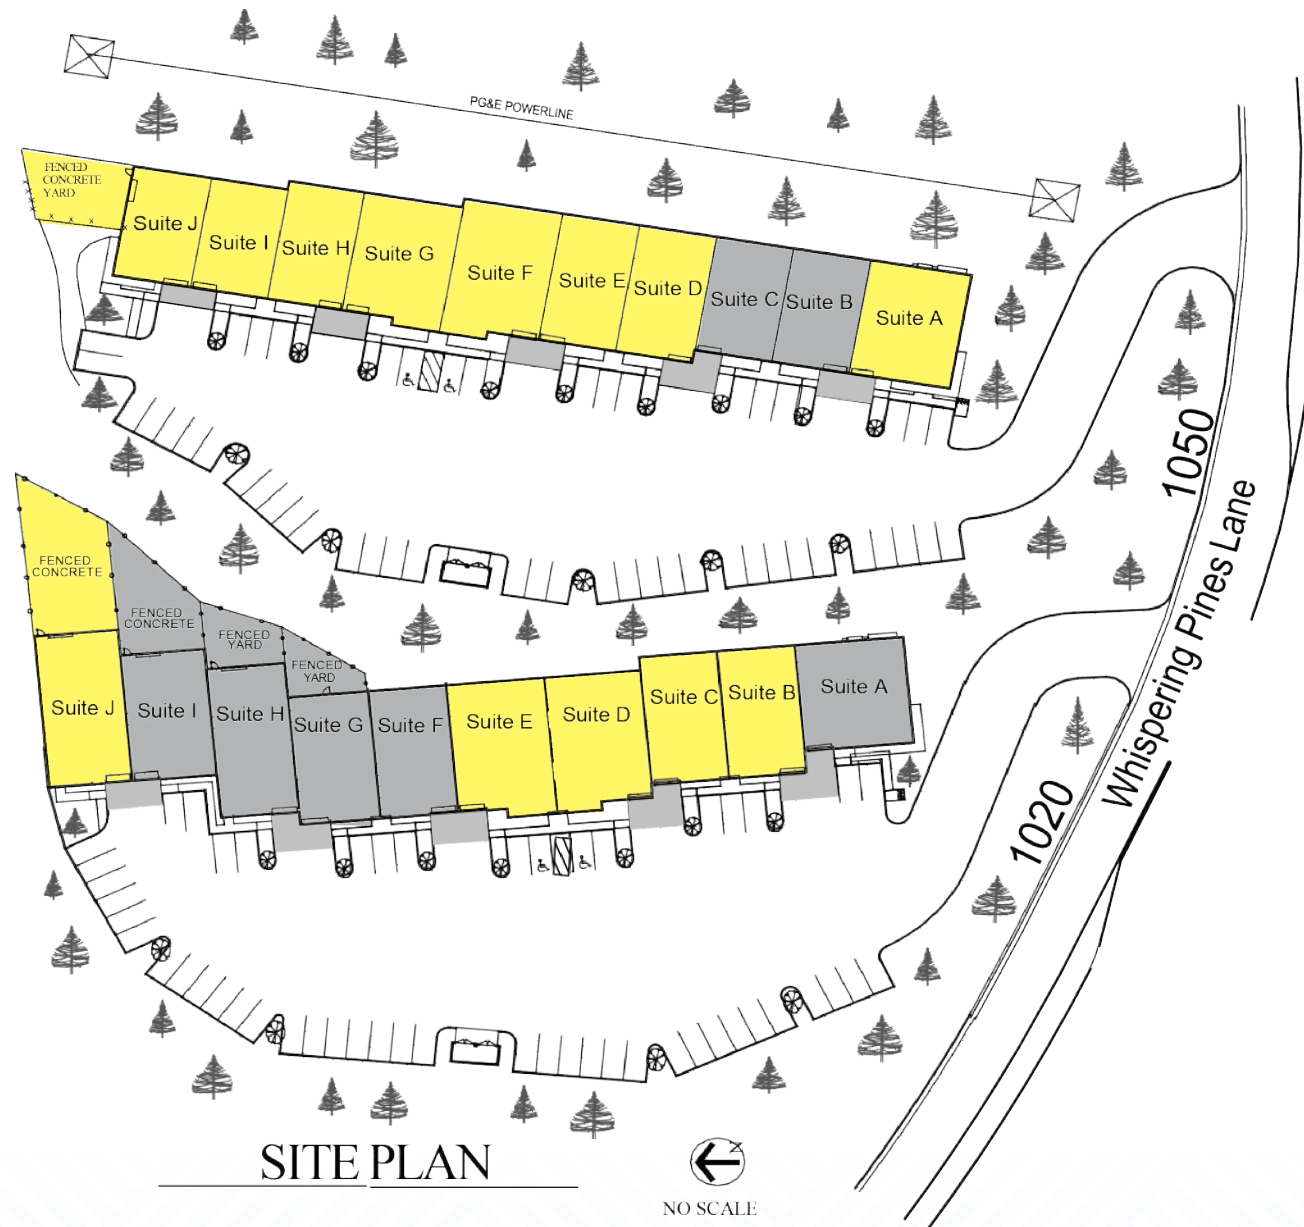 PG&E POWERLINE
FENCED
CONCRETE
YARD
Suite J
Suite I
Suite H
Suite G
Suite F
Suite E
Suite D
Suite C
Suite B
Suite A
1050
Whispering Pines Lane
FENCED
CONCRETE
FENCED
CONCRETE
FENCED
YARD
FENCED
YARD
Suite J
Suite I
Suite H
Suite G
Suite F
Suite E
Suite D
Suite C
Suite B
Suite A
1020
SITE PLAN
N
NO SCALE